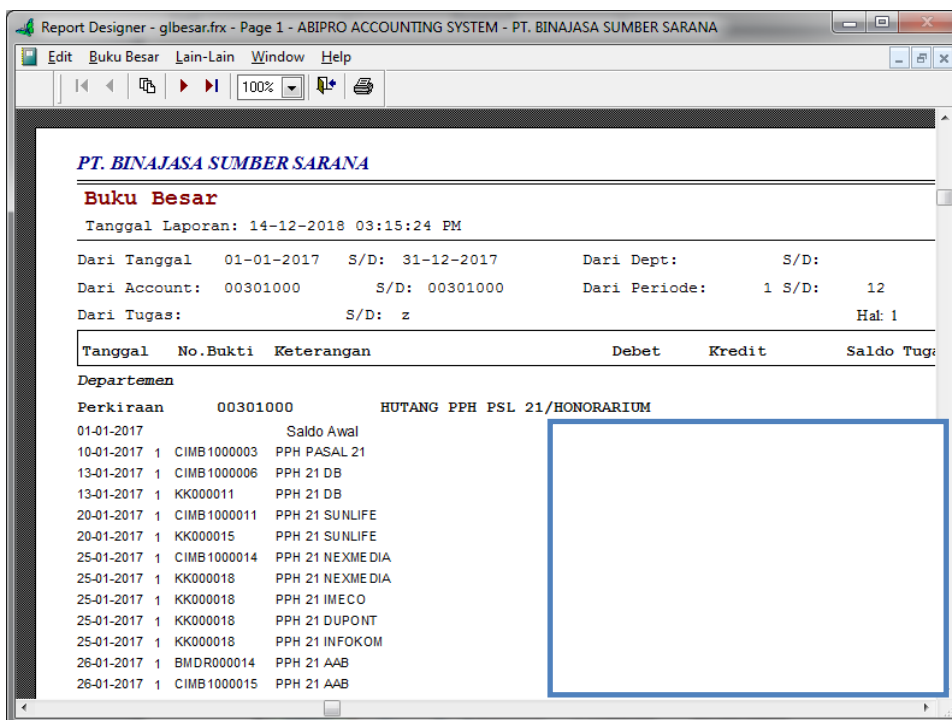 Report Designer - glbesar.frx - Page 1 - ABIPRO ACCOUNTING SYSTEM - PT. BINAJASA SUMBER SARANA
Edit Buku Besar Lain-Lain Window Help
100%
PT. BINAJASA SUMBER SARANA
Buku Besar
Tanggal Laporan: 14-12-2018 03:15:24 PM
Dari Tanggal 01-01-2017 S/D: 31-12-2017 Dari Dept: S/D:
Dari Account: 00301000 S/D: 00301000 Dari Periode: 1 S/D: 12
Dari Tugas: S/D: z Hal: 1
Tanggal No.Bukti Keterangan Debet Kredit Saldo Tuga
Departemen
Perkiraan 00301000 HUTANG PPH PSL 21/HONORARIUM
01-01-2017 Saldo Awal
10-01-2017 1 CIMB1000003 PPH PASAL 21
13-01-2017 1 CIMB1000006 PPH 21 DB
13-01-2017 1 KK000011 PPH 21 DB
20-01-2017 1 CIMB1000011 PPH 21 SUNLIFE
20-01-2017 1 KK000015 PPH 21 SUNLIFE
25-01-2017 1 CIMB1000014 PPH 21 NEXMEDIA
25-01-2017 1 KK000018 PPH 21 NEXMEDIA
25-01-2017 1 KK000018 PPH 21 IMECO
25-01-2017 1 KK000018 PPH 21 DUPONT
25-01-2017 1 KK000018 PPH 21 INFOKOM
26-01-2017 1 BMDR000014 PPH 21 AAB
26-01-2017 1 CIMB1000015 PPH 21 AAB